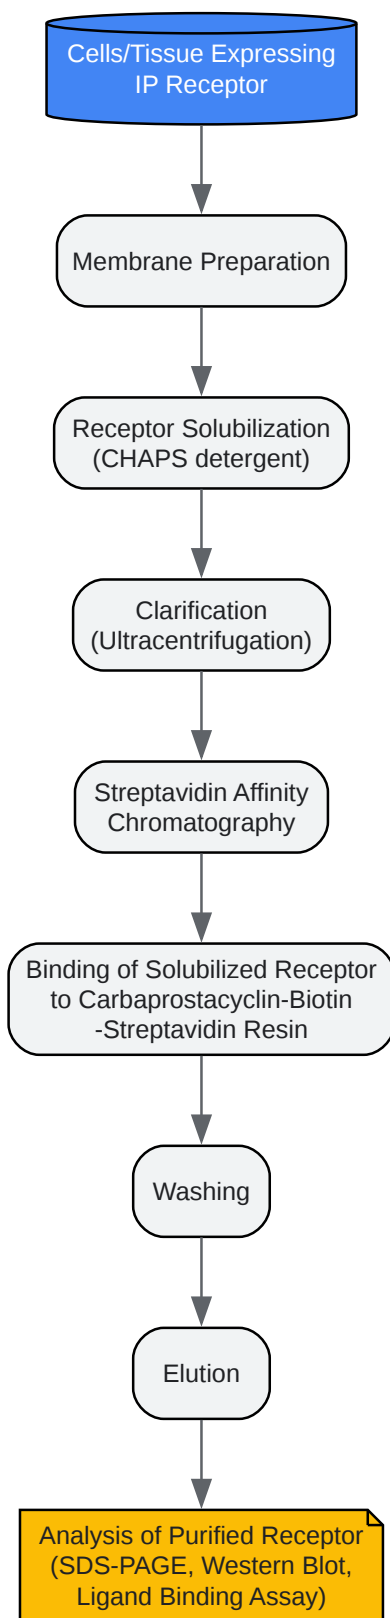 Cells/Tissue Expressing
IP Receptor
Membrane Preparation
Receptor Solubilization
(CHAPS detergent)
Clarification
(Ultracentrifugation)
Streptavidin Affinity
Chromatography
Binding of Solubilized Receptor
to Carbaprostacyclin-Biotin
-Streptavidin Resin
Washing
Elution
Analysis of Purified Receptor
(SDS-PAGE, Western Blot,
Ligand Binding Assay)